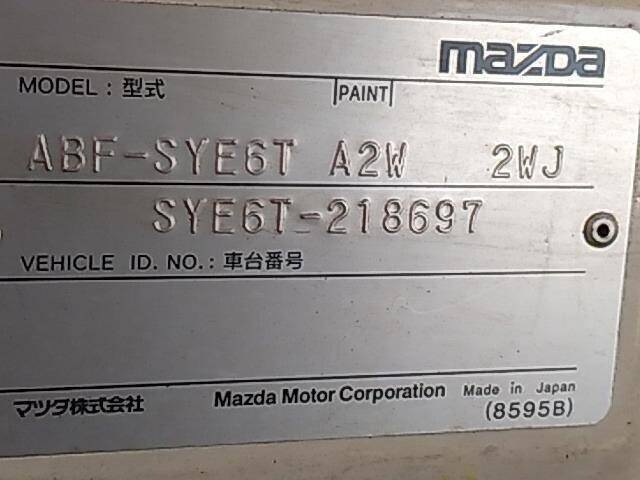 mazda
MODEL : 型式 PAINT
ABF-SYE6T A2W 2WJ
SYE6T-218697
VEHICLE ID. NO. : 車台番号
マツダ株式会社 Mazda Motor Corporation Made in Japan
(8595B)